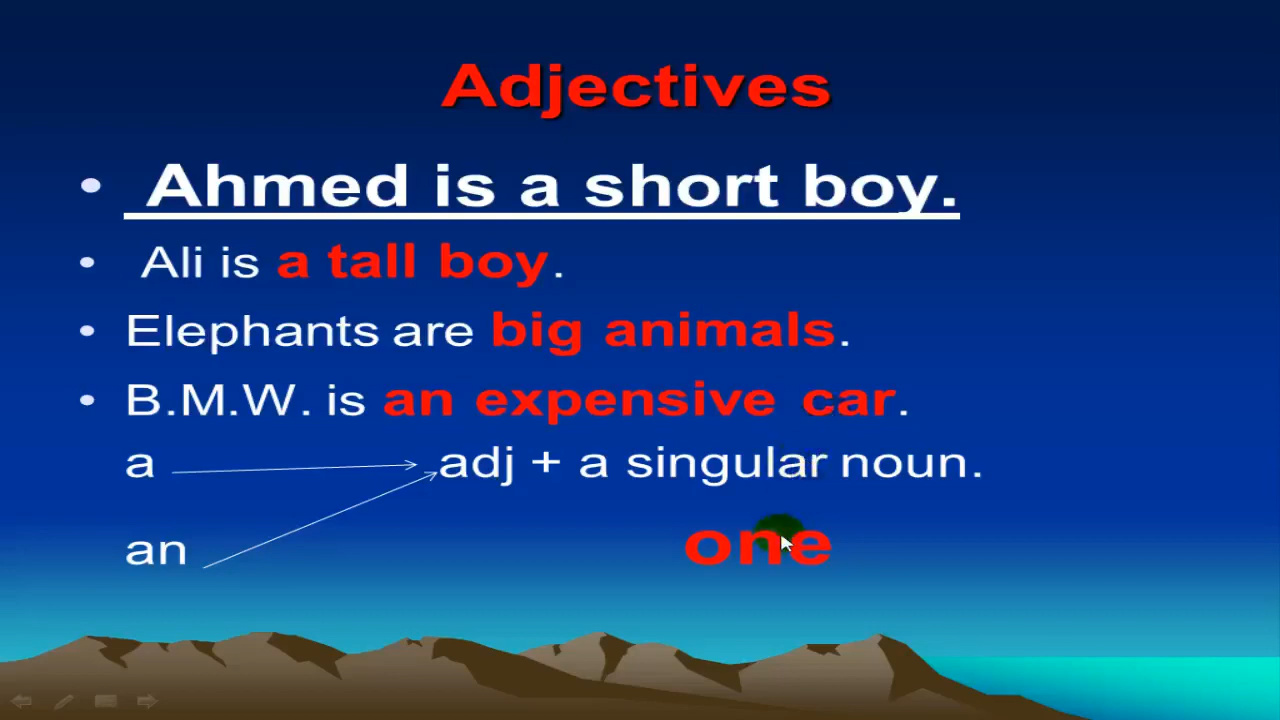 Adjectives
• Ahmed is a short boy.
• Ali is a tall boy.
• Elephants are big animals.
• B.M.W. is an expensive car.
a adj + a singular noun.
an one